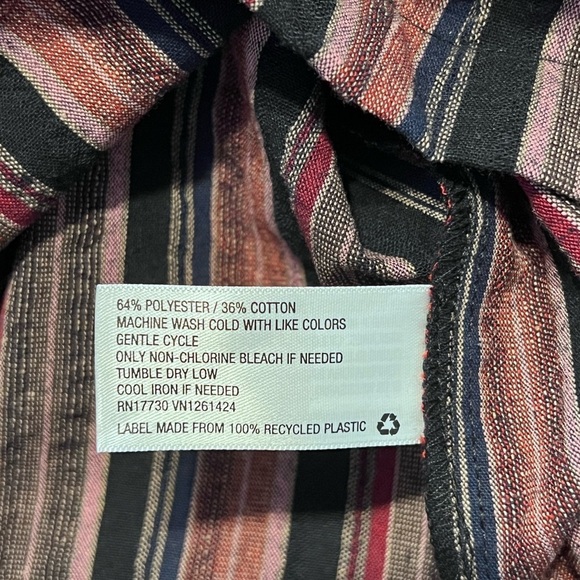 64% POLYESTER / 36% COTTON
MACHINE WASH COLD WITH LIKE COLORS
GENTLE CYCLE
ONLY NON-CHLORINE BLEACH IF NEEDED
TUMBLE DRY LOW
COOL IRON IF NEEDED
RN17730 VN1261424
LABEL MADE FROM 100% RECYCLED PLASTIC